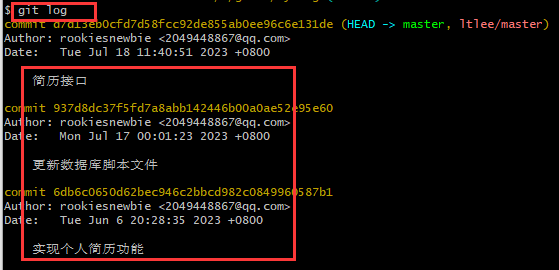 $ git log
commit d7d13eb0cfd7d58fcc92de855ab0ee96c6e131de (HEAD -> master, ltlee/master)
Author: rookiesnewbie <2049448867@qq.com>
Date:   Tue Jul 18 11:40:51 2023 +0800
简历接口
commit 937d8dc37f5fd7a8abb142446b00a0ae52e95e60
Author: rookiesnewbie <2049448867@qq.com>
Date:   Mon Jul 17 00:01:23 2023 +0800
更新数据库脚本文件
commit 6db6c0650d62bec946c2bbcd982c0849960587b1
Author: rookiesnewbie <2049448867@qq.com>
Date:   Tue Jun 6 20:28:35 2023 +0800
实现个人简历功能